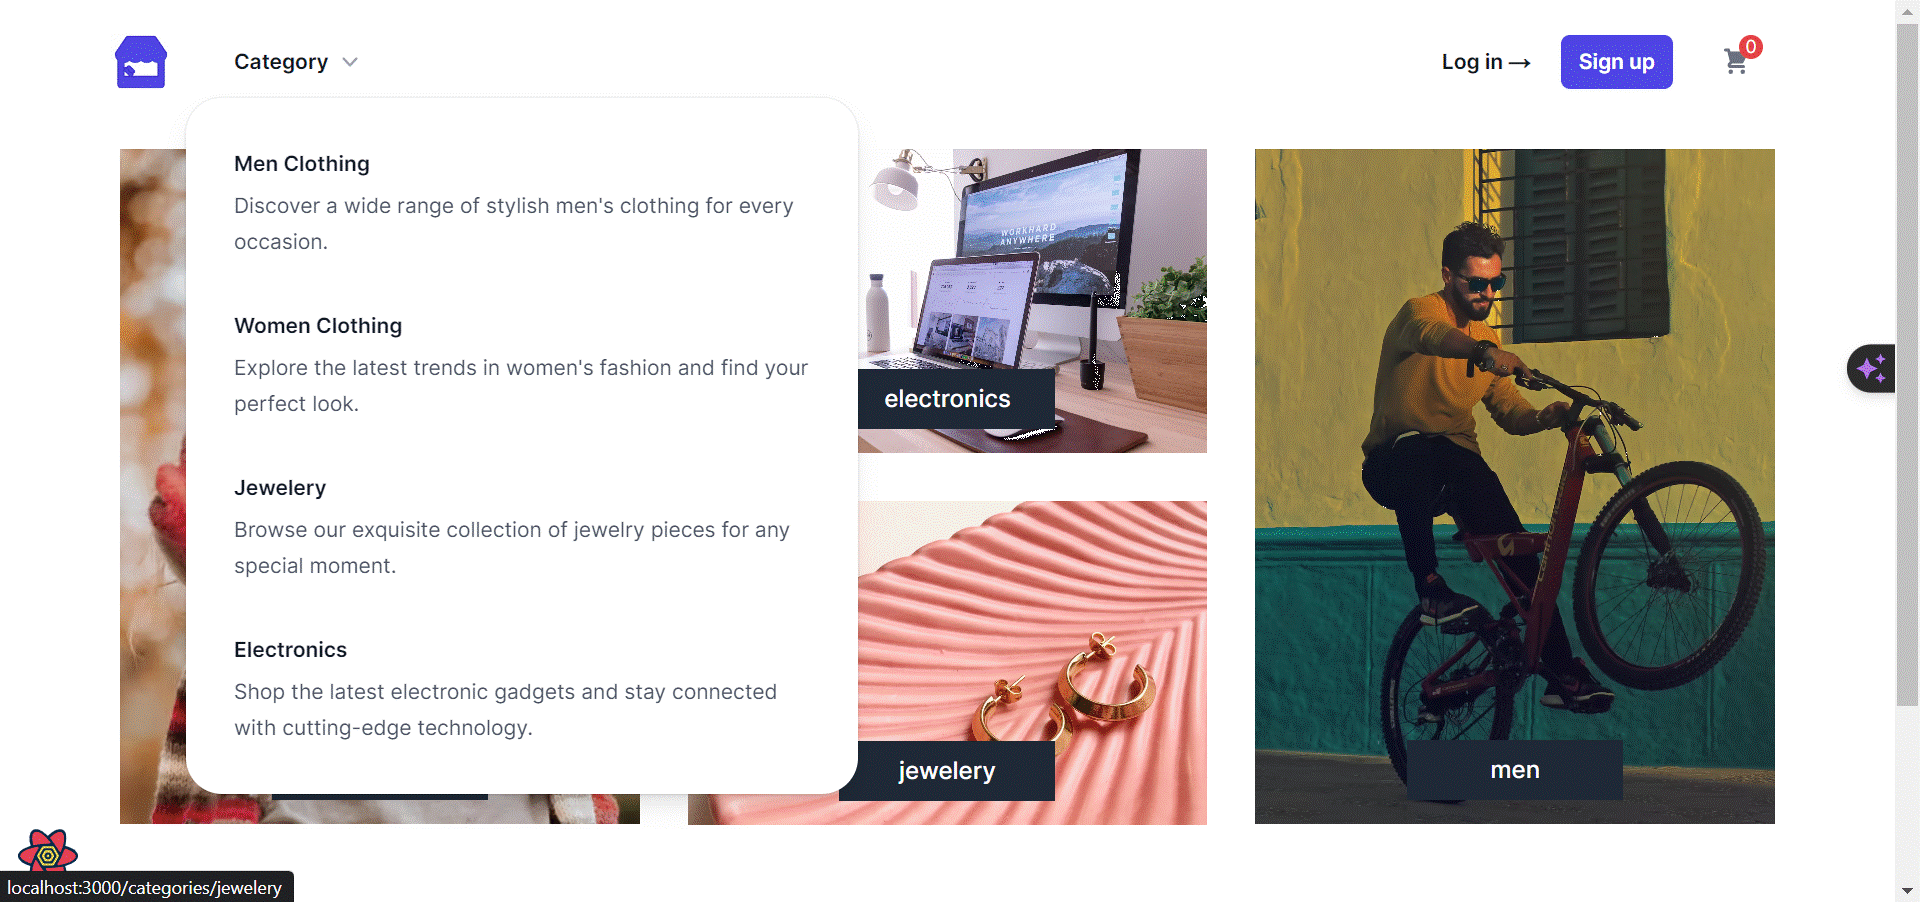 Category
Log in →
Sign up
0
Men Clothing
Discover a wide range of stylish men's clothing for every
occasion.
Women Clothing
Explore the latest trends in women's fashion and find your
perfect look.
Jewelery
Browse our exquisite collection of jewelry pieces for any
special moment.
Electronics
Shop the latest electronic gadgets and stay connected
with cutting-edge technology.
WORKHARD
ANYWHERE
electronics
jewelery
men
localhost:3000/categories/jewelery